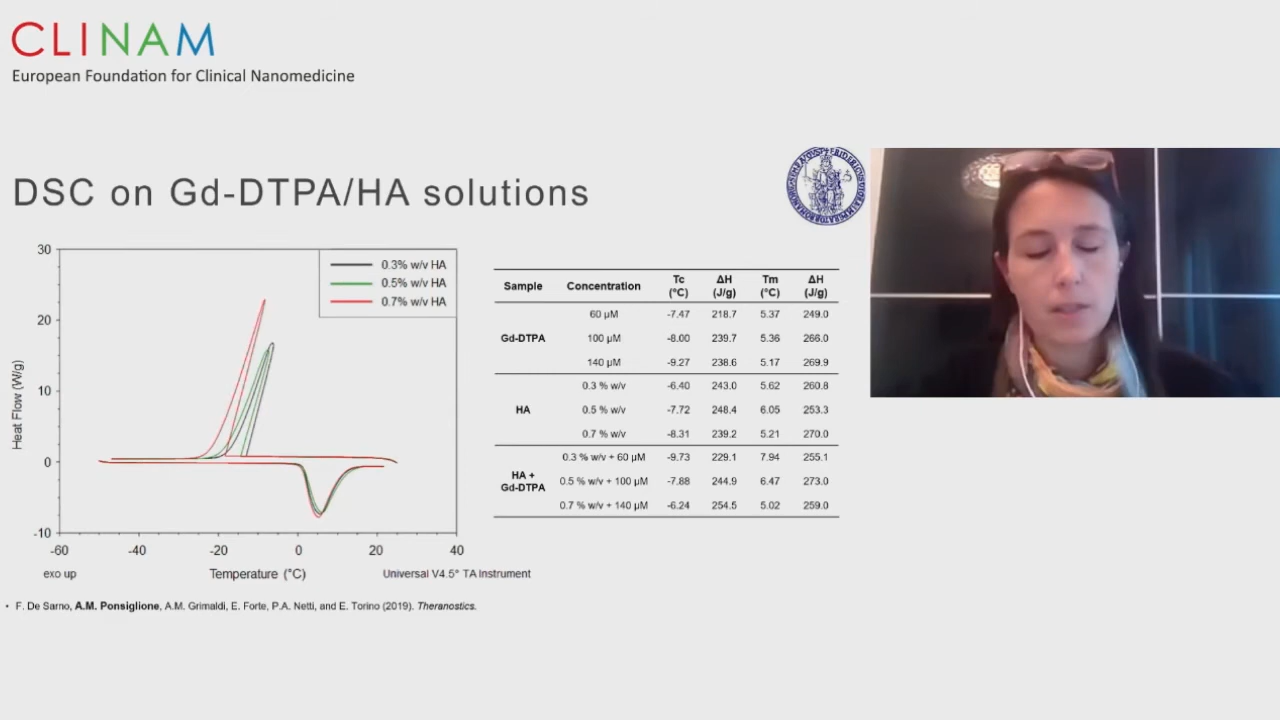 CLINAM
European Foundation for Clinical Nanomedicine
DSC on Gd-DTPA/HA solutions
30
20
10
0
-10
Heat Flow (W/g)
0.3% w/v HA
0.5% w/v HA
0.7% w/v HA
-60 -40 -20 0 20 40
exo up Temperature (°C) Universal V4.5° TA Instrument
Sample Concentration Tc (°C) ΔH (J/g) Tm (°C) ΔH (J/g)
Gd-DTPA
60 µM -7.47 218.7 5.37 249.0
100 µM -8.00 239.7 5.36 266.0
140 µM -9.27 238.6 5.17 269.9
HA
0.3 % w/v -6.40 243.0 5.62 260.8
0.5 % w/v -7.72 248.4 6.05 253.3
0.7 % w/v -8.31 239.2 5.21 270.0
HA +
Gd-DTPA
0.3 % w/v + 60 µM -9.73 229.1 7.94 255.1
0.5 % w/v + 100 µM -7.88 244.9 6.47 273.0
0.7 % w/v + 140 µM -6.24 254.5 5.02 259.0
• F. De Sarno, A.M. Ponsiglione, A.M. Grimaldi, E. Forte, P.A. Netti, and E. Torino (2019). Theranostics.